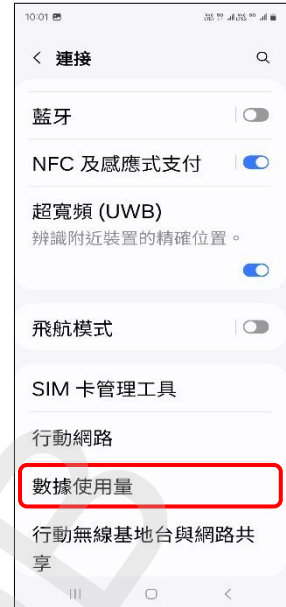 10:01
連接
藍牙
NFC 及感應式支付
超寬頻 (UWB)
辨識附近裝置的精確位置。
飛航模式
SIM 卡管理工具
行動網路
數據使用量
行動無線基地台與網路共
享